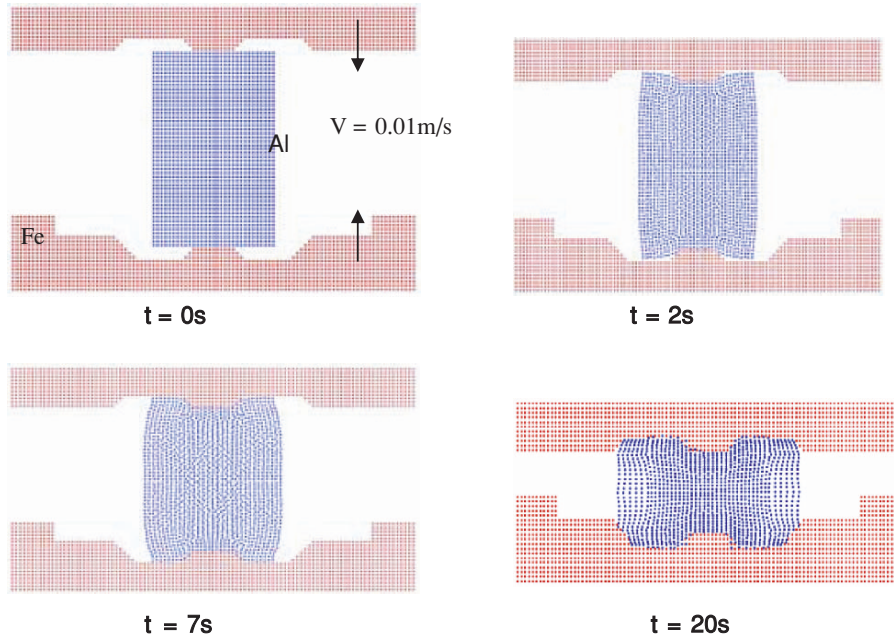 V = 0.01m/s
Al
Fe
t = 0s
t = 2s
t = 7s
t = 20s